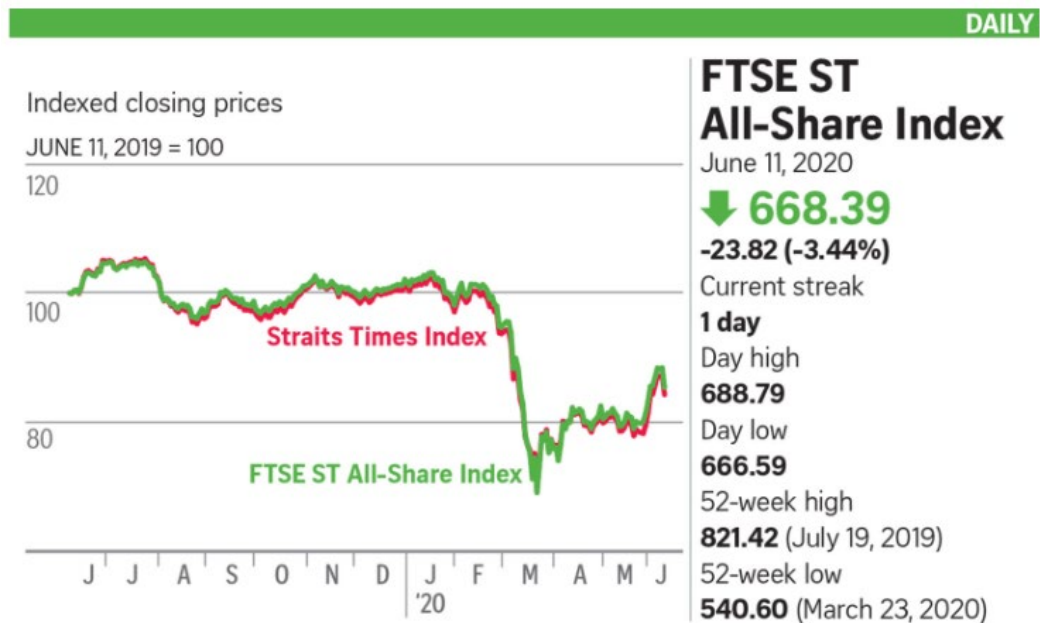 DAILY
Indexed closing prices
JUNE 11, 2019 = 100
120
100
Straits Times Index
80
FTSE ST All-Share Index
J J A S O N D J F M A M J
'20
FTSE ST
All-Share Index
June 11, 2020
668.39
-23.82 (-3.44%)
Current streak
1 day
Day high
688.79
Day low
666.59
52-week high
821.42 (July 19, 2019)
52-week low
540.60 (March 23, 2020)